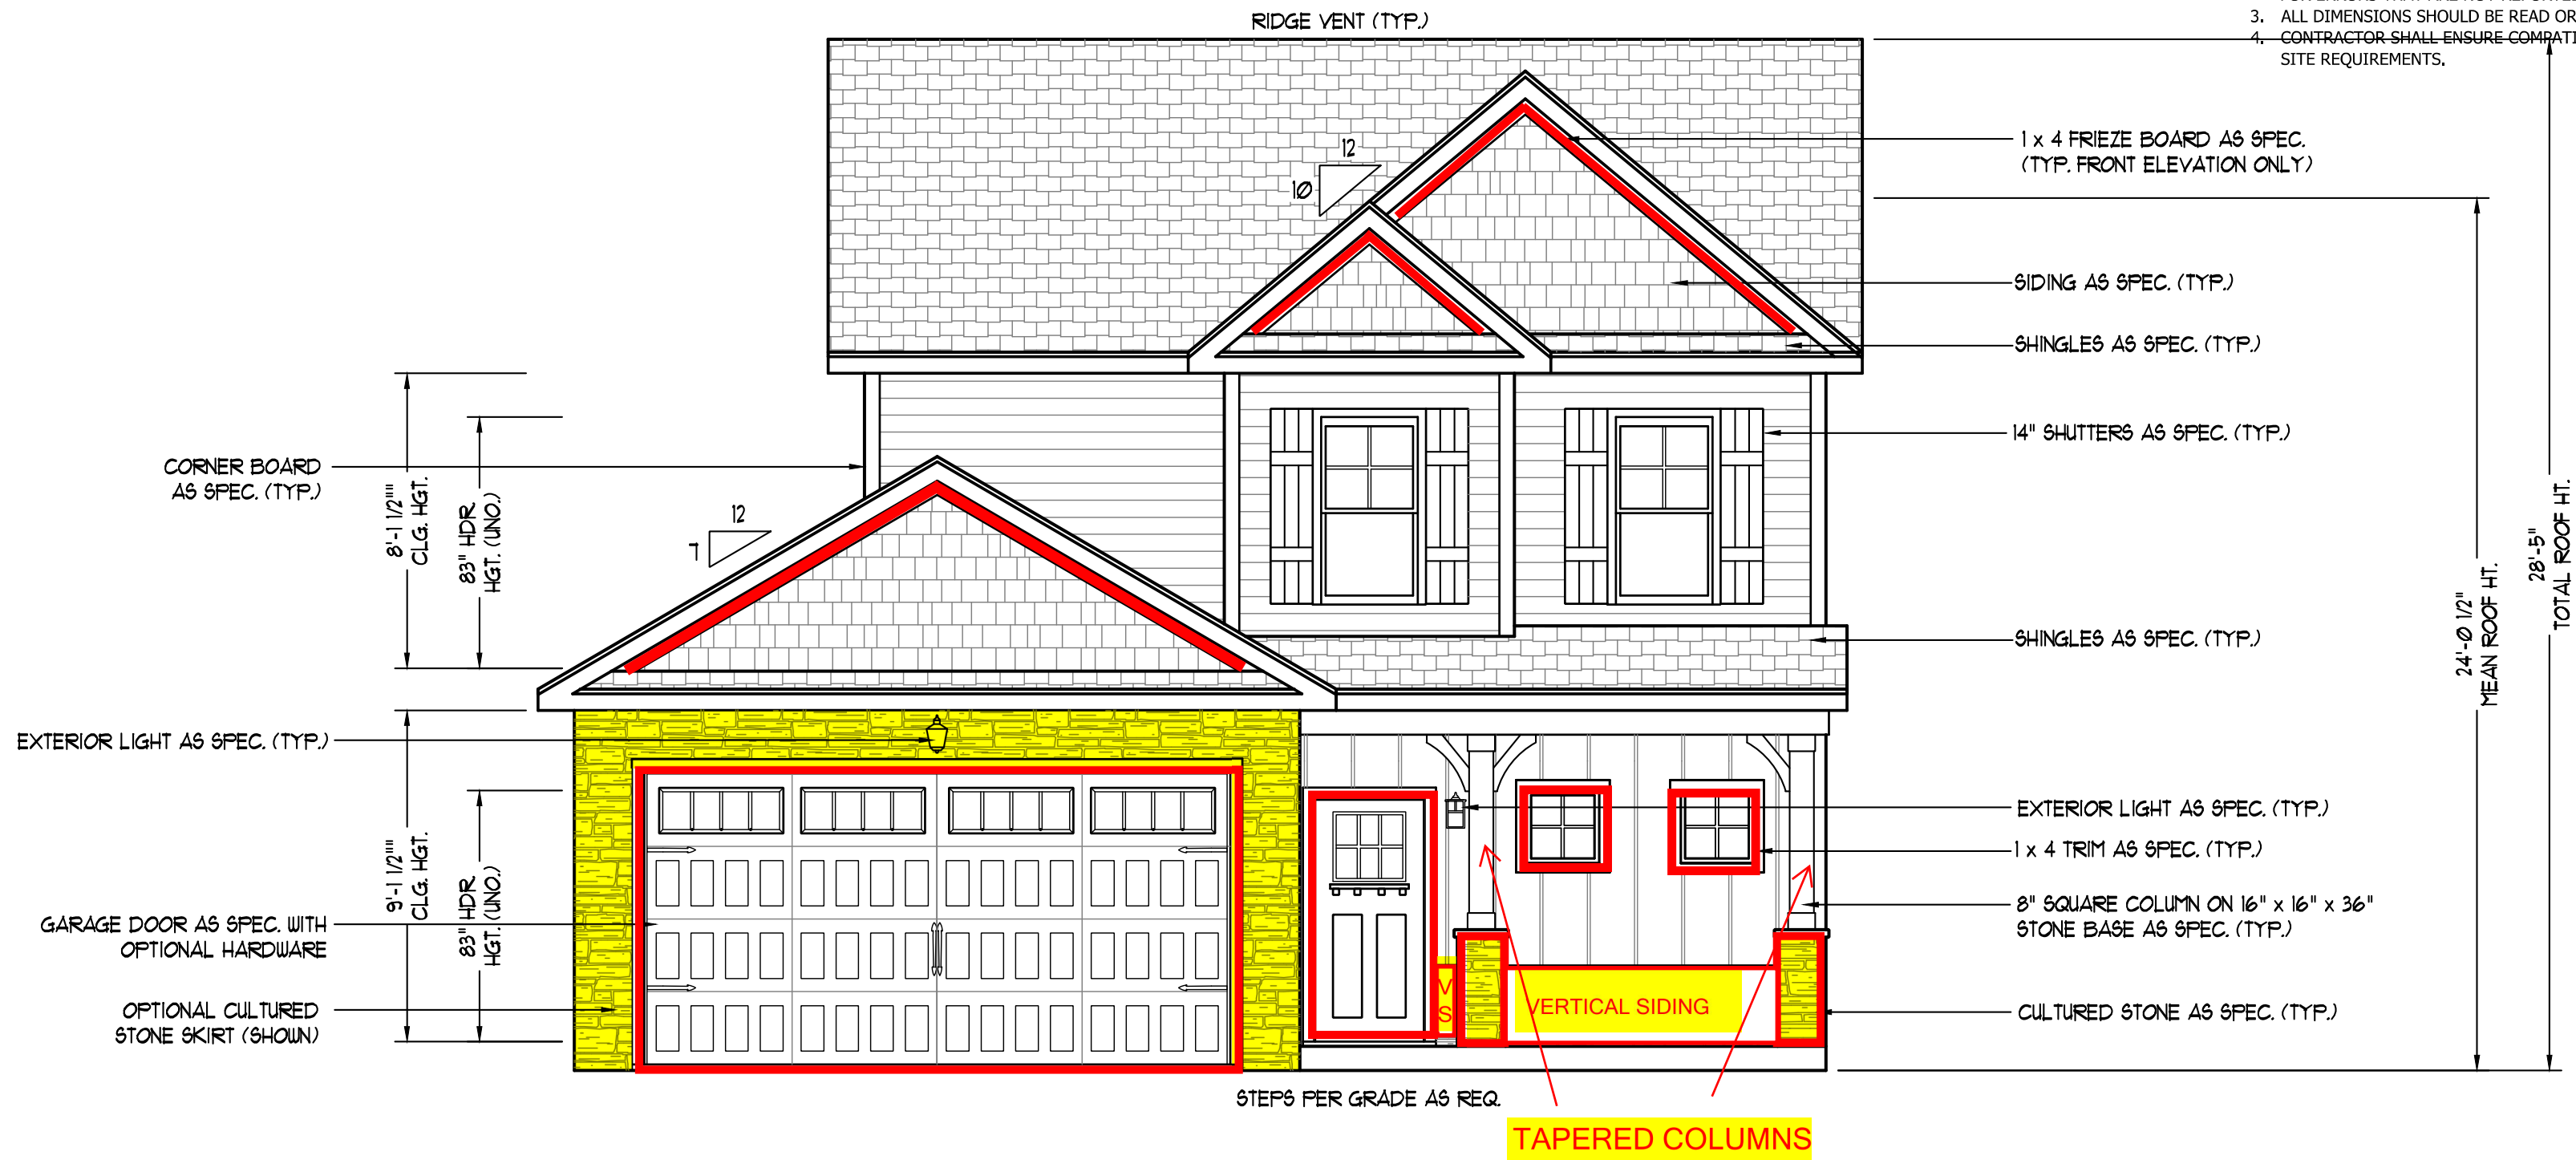 RIDGE VENT (TYP.)
3. ALL DIMENSIONS SHOULD BE READ OR
4. CONTRACTOR SHALL ENSURE COMPATI
SITE REQUIREMENTS.
12
10
1 x 4 FRIEZE BOARD AS SPEC.
(TYP. FRONT ELEVATION ONLY)
SIDING AS SPEC. (TYP.)
SHINGLES AS SPEC. (TYP.)
14" SHUTTERS AS SPEC. (TYP.)
CORNER BOARD
AS SPEC. (TYP.)
8'-1 1/2""
CLG. HGT.
83" HDR.
HGT. (UNO.)
12
7
SHINGLES AS SPEC. (TYP.)
24'-0 1/2"
MEAN ROOF HT.
28'-5"
TOTAL ROOF HT.
EXTERIOR LIGHT AS SPEC. (TYP.)
9'-1 1/2""
CLG. HGT.
83" HDR.
HGT. (UNO.)
GARAGE DOOR AS SPEC. WITH
OPTIONAL HARDWARE
OPTIONAL CULTURED
STONE SKIRT (SHOWN)
EXTERIOR LIGHT AS SPEC. (TYP.)
1 x 4 TRIM AS SPEC. (TYP.)
8" SQUARE COLUMN ON 16" x 16" x 36"
STONE BASE AS SPEC. (TYP.)
V
S
VERTICAL SIDING
CULTURED STONE AS SPEC. (TYP.)
STEPS PER GRADE AS REQ.
TAPERED COLUMNS